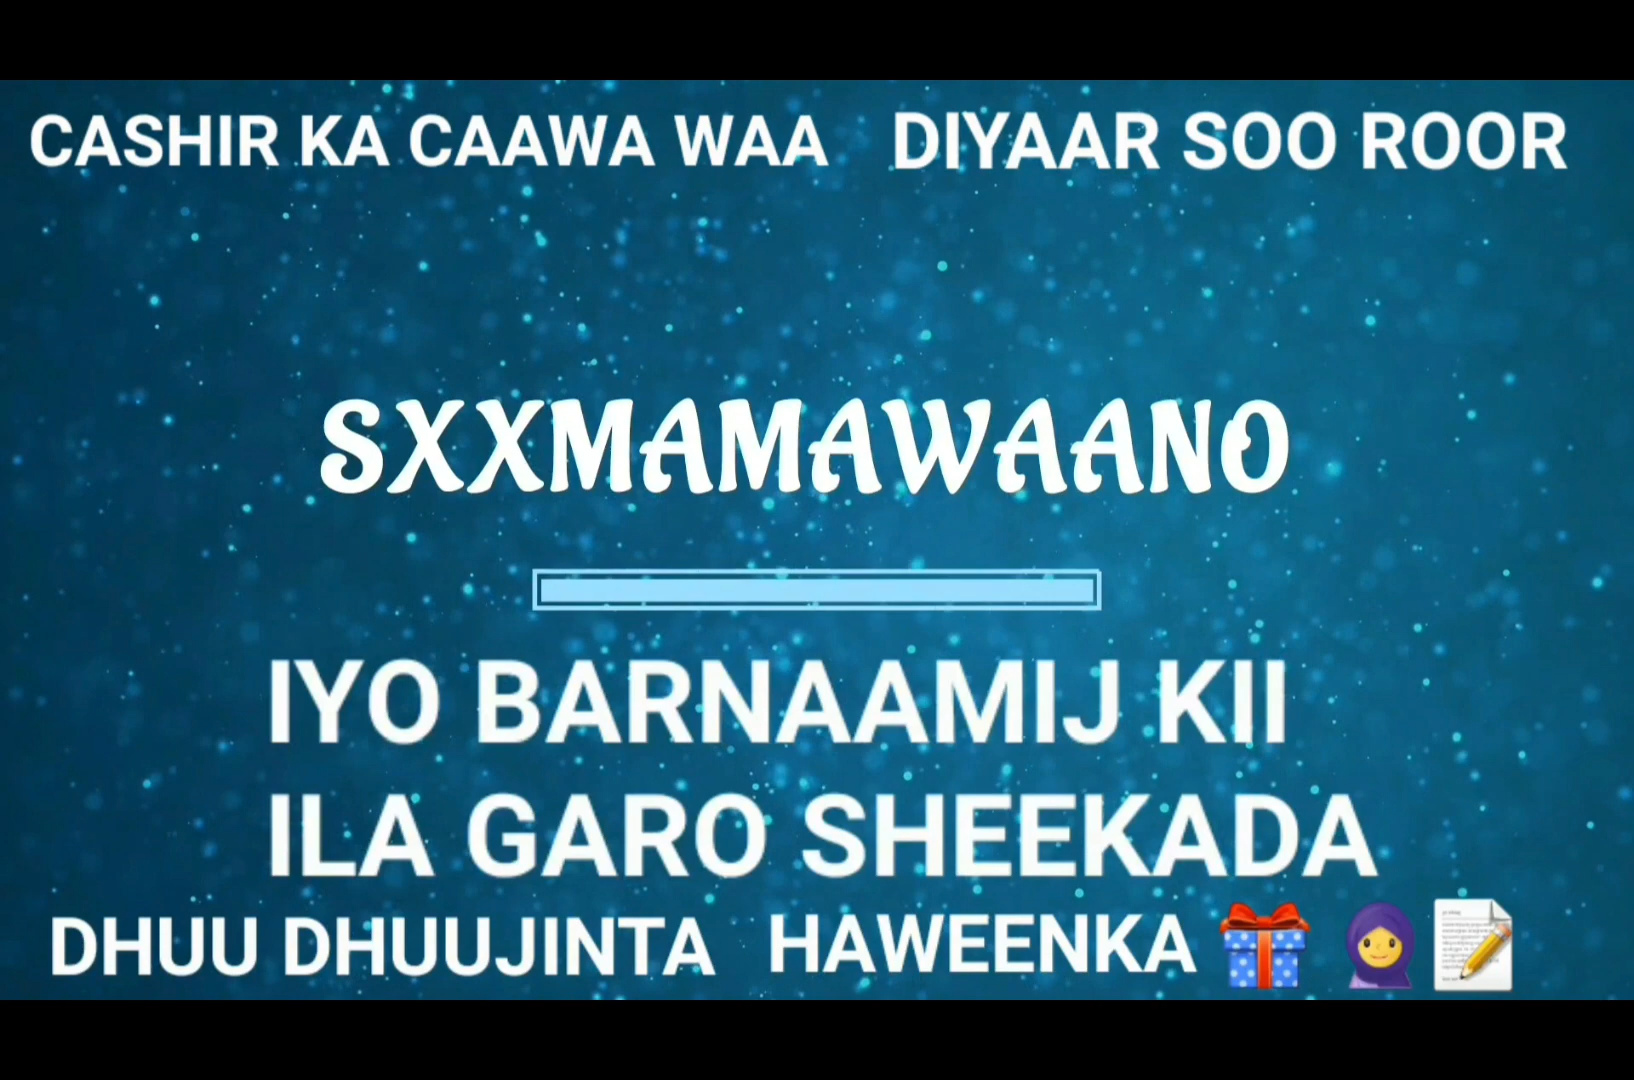 CASHIR KA CAAWA WAA DIYAAR SOO ROOR
SXXMAMAWAANO
IYO BARNAAMIJ KII
ILA GARO SHEEKADA
DHUU DHUUJINTA HAWEENKA